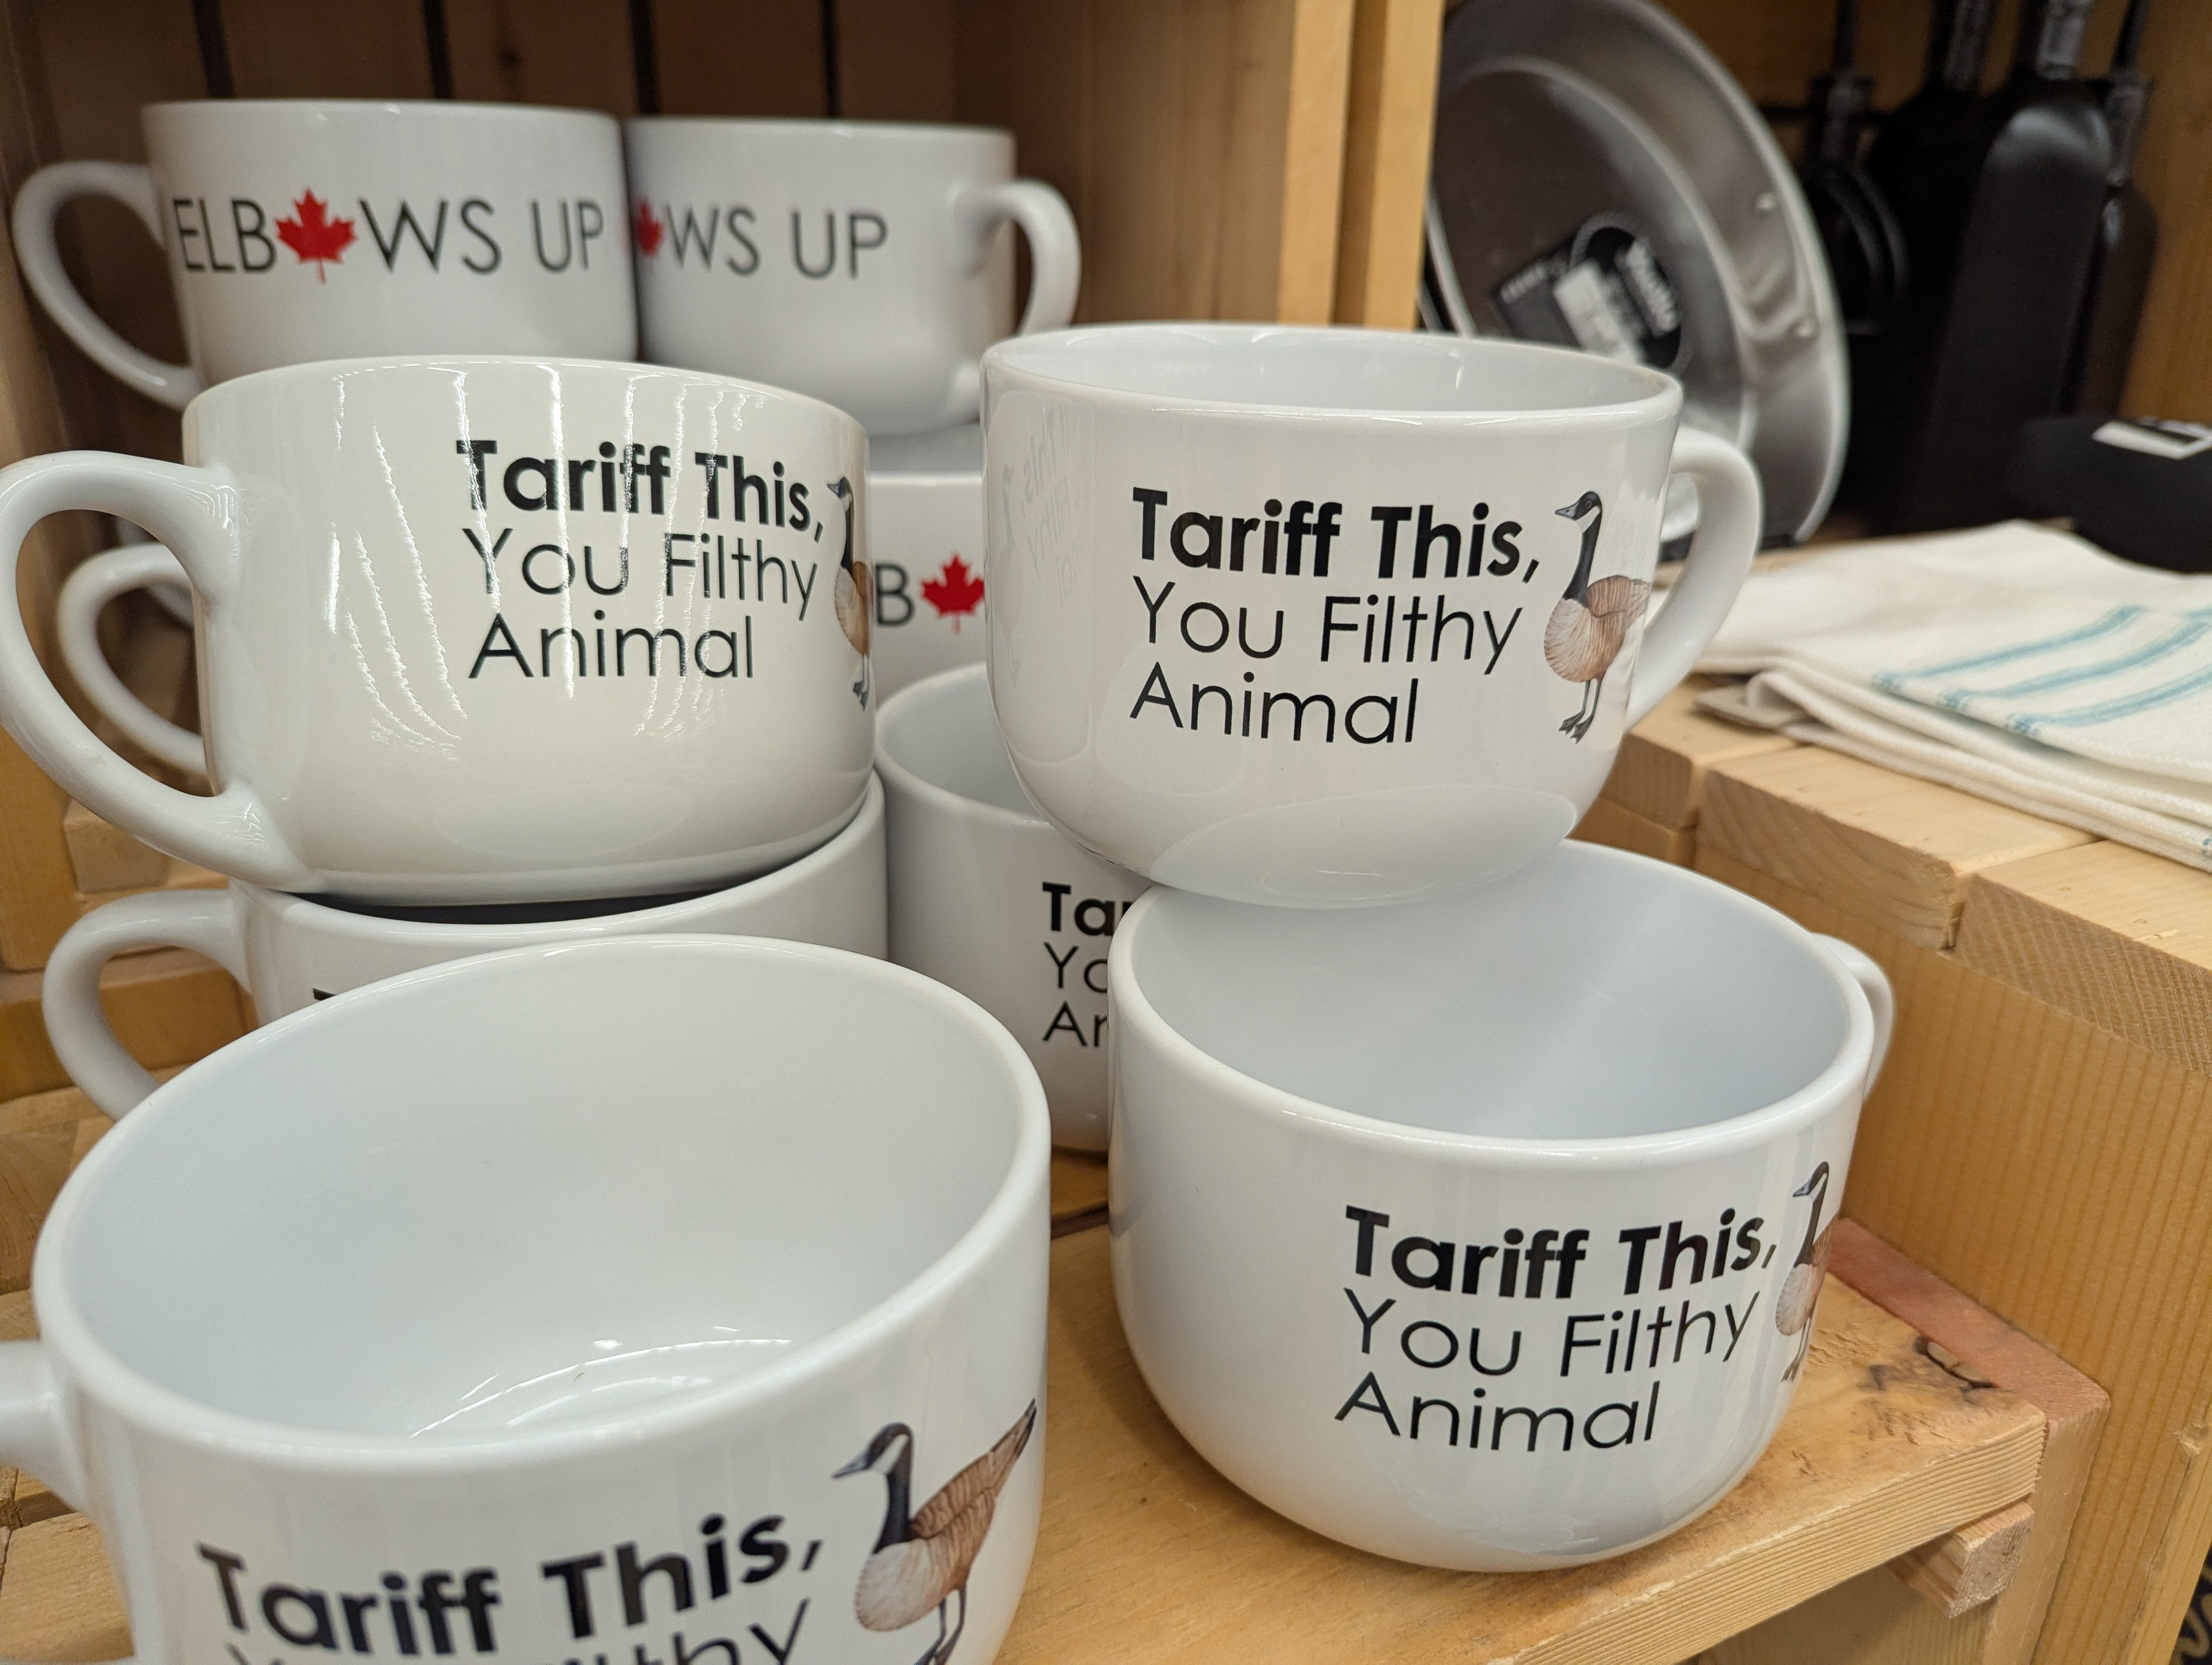 ELB WS UP
WS UP
Tariff This,
You Filthy
Animal
B
Tariff This,
You Filthy
Animal
Tariff This,
You Filthy
Animal
Tariff This,